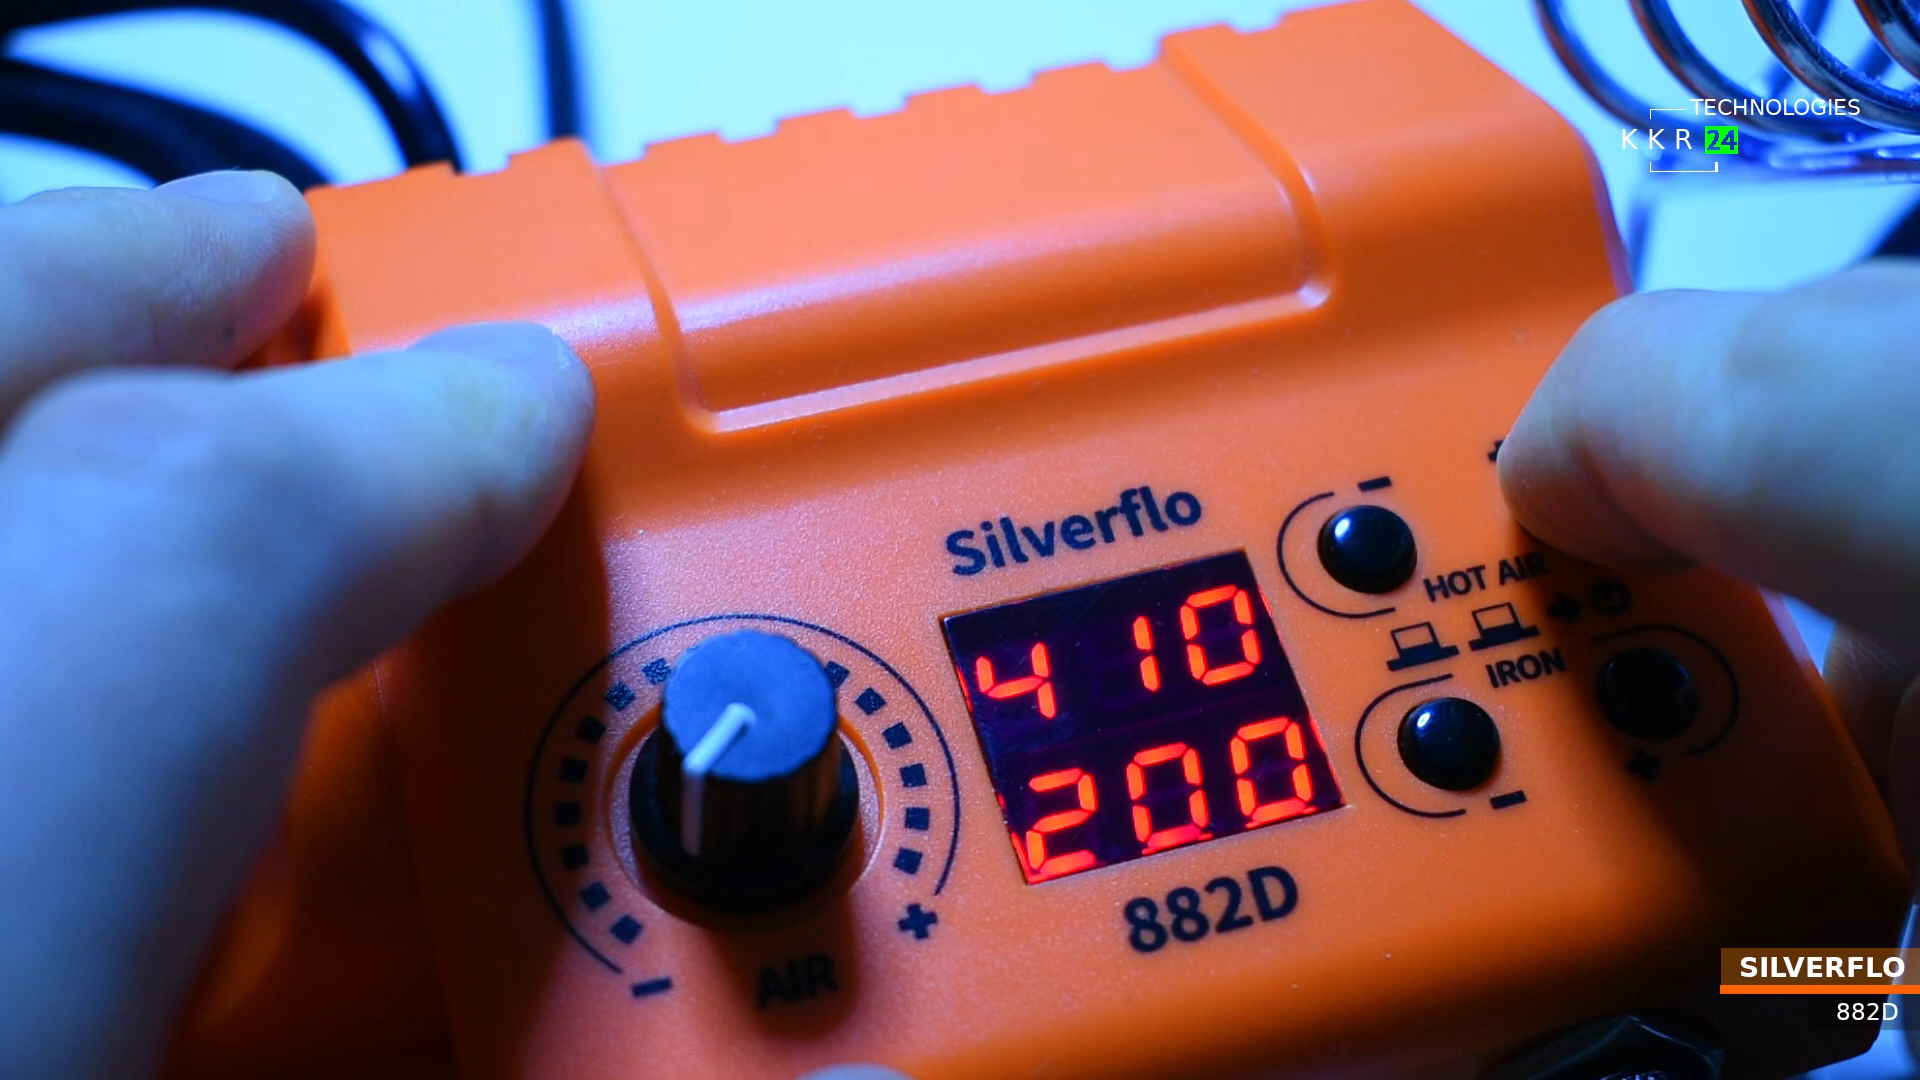 TECHNOLOGIES
KKR 24
Silverflo
410
200
HOT AIR
IRON
882D
AIR
SILVERFLO
882D